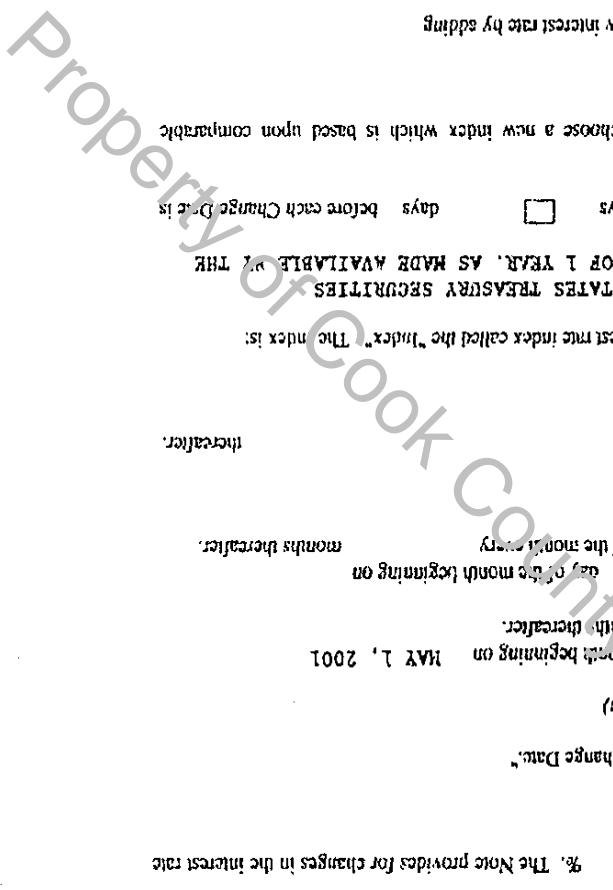 %. The Note provides for changes in the interest rate
hange Date."
)
onth beginning on MAY 1, 2001
ths thereafter.
day of the month beginning on
the month every months thereafter.
thereafter.
est rate index called the "Index." The Index is:
TATES TREASURY SECURITIES
OF 1 YEAR. AS MADE AVAILABLE BY THE
ys days before each Change Date is
choose a new index which is based upon comparable
w interest rate by adding
Property of Cook County